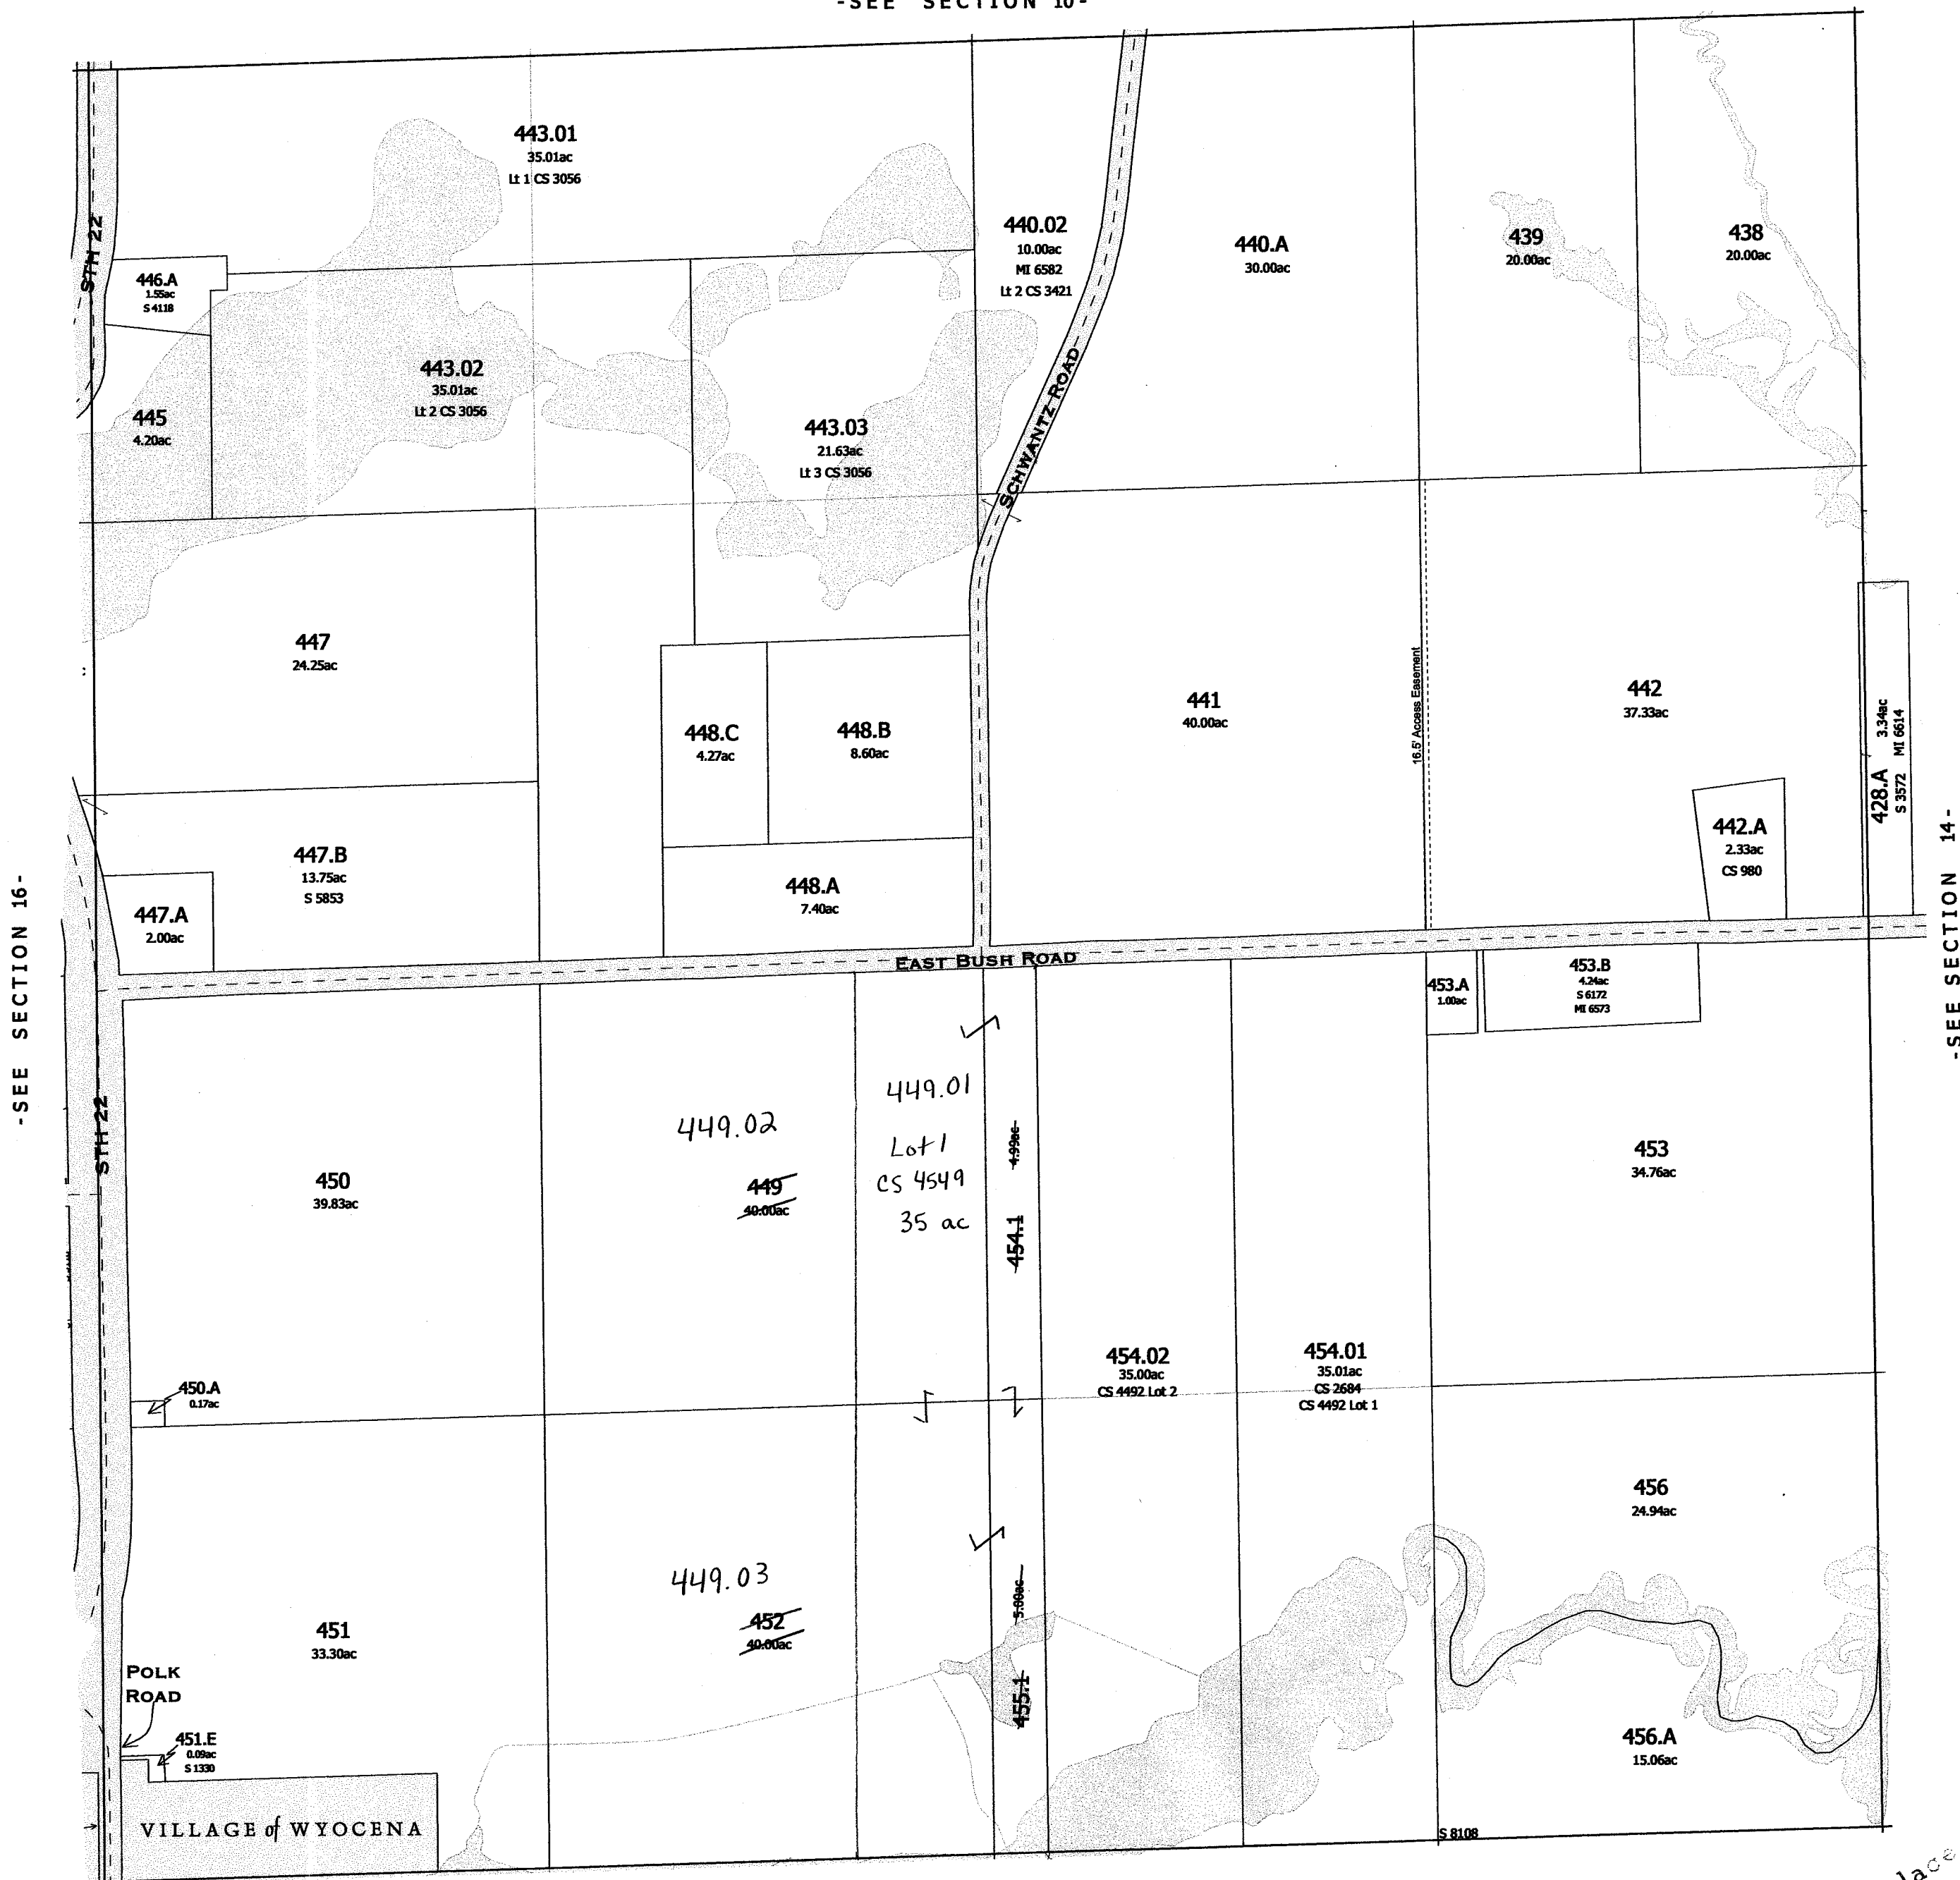 -SEE SECTION 10-
443.01
35.01ac
Lt 1 CS 3056
STH 22
446.A
1.55ac
S 4118
440.02
10.00ac
MI 6582
Lt 2 CS 3421
440.A
30.00ac
439
20.00ac
438
20.00ac
445
4.20ac
443.02
35.01ac
Lt 2 CS 3056
443.03
21.63ac
Lt 3 CS 3056
SCHWANTZ ROAD
447
24.25ac
448.C
4.27ac
448.B
8.60ac
441
40.00ac
16.5' Access Easement
442
37.33ac
428.A
3.34ac
S 3572 MI 6614
442.A
2.33ac
CS 980
447.B
13.75ac
S 5853
447.A
2.00ac
448.A
7.40ac
-SEE SECTION 16-
-SEE SECTION 14-
EAST BUSH ROAD
453.A
1.00ac
453.B
4.24ac
S 6172
MI 6573
STH 22
450
39.83ac
449.02
449
40.00ac
449.01
Lot 1
CS 4549
35 ac
4.99ac
454.1
453
34.76ac
454.02
35.00ac
CS 4492 Lot 2
454.01
35.01ac
CS 2684
CS 4492 Lot 1
450.A
0.17ac
456
24.94ac
449.03
452
40.00ac
5.00ac
455.1
451
33.30ac
POLK
ROAD
451.E
0.09ac
S 1330
456.A
15.06ac
VILLAGE of WYOCENA
S 8108